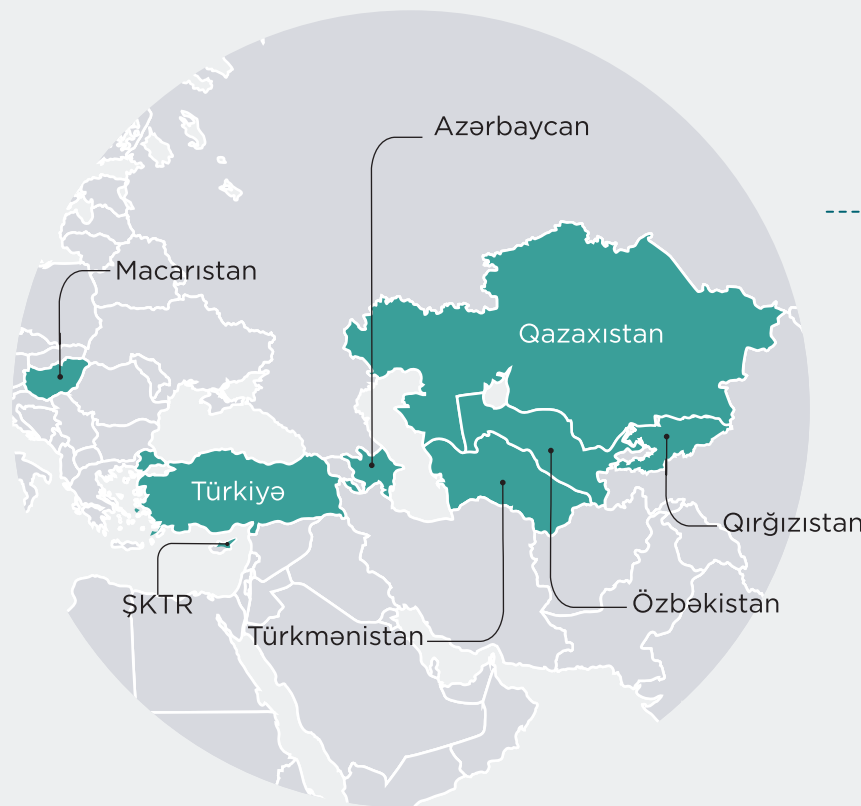 Azərbaycan
Macarıstan
Qazaxıstan
Türkiyə
Qırğızıstan
ŞKTR
Özbəkistan
Türkmənistan